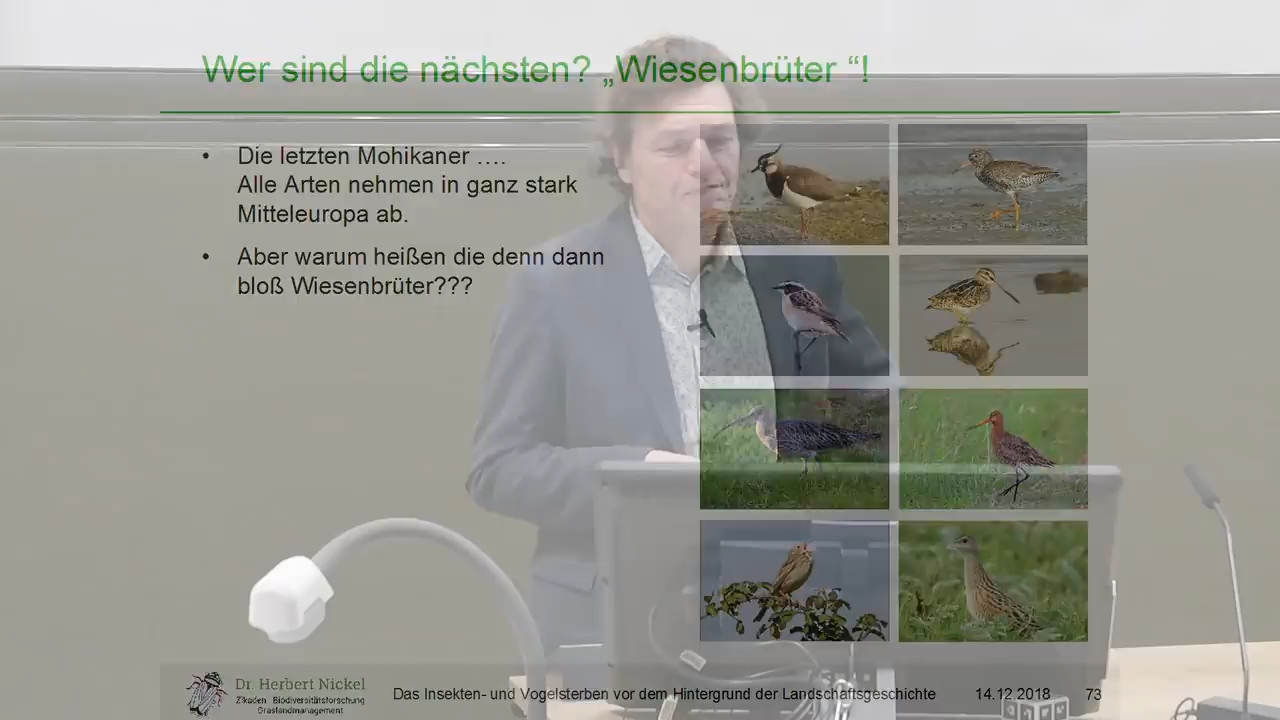 Wer sind die nächsten? „Wiesenbrüter “!
• Die letzten Mohikaner ….
Alle Arten nehmen in ganz stark
Mitteleuropa ab.
• Aber warum heißen die denn dann
bloß Wiesenbrüter???
Dr. Herbert Nickel
Zikaden Biodiversitätsforschung
Graslandmanagement
Das Insekten- und Vogelsterben vor dem Hintergrund der Landschaftsgeschichte
14.12.2018
73